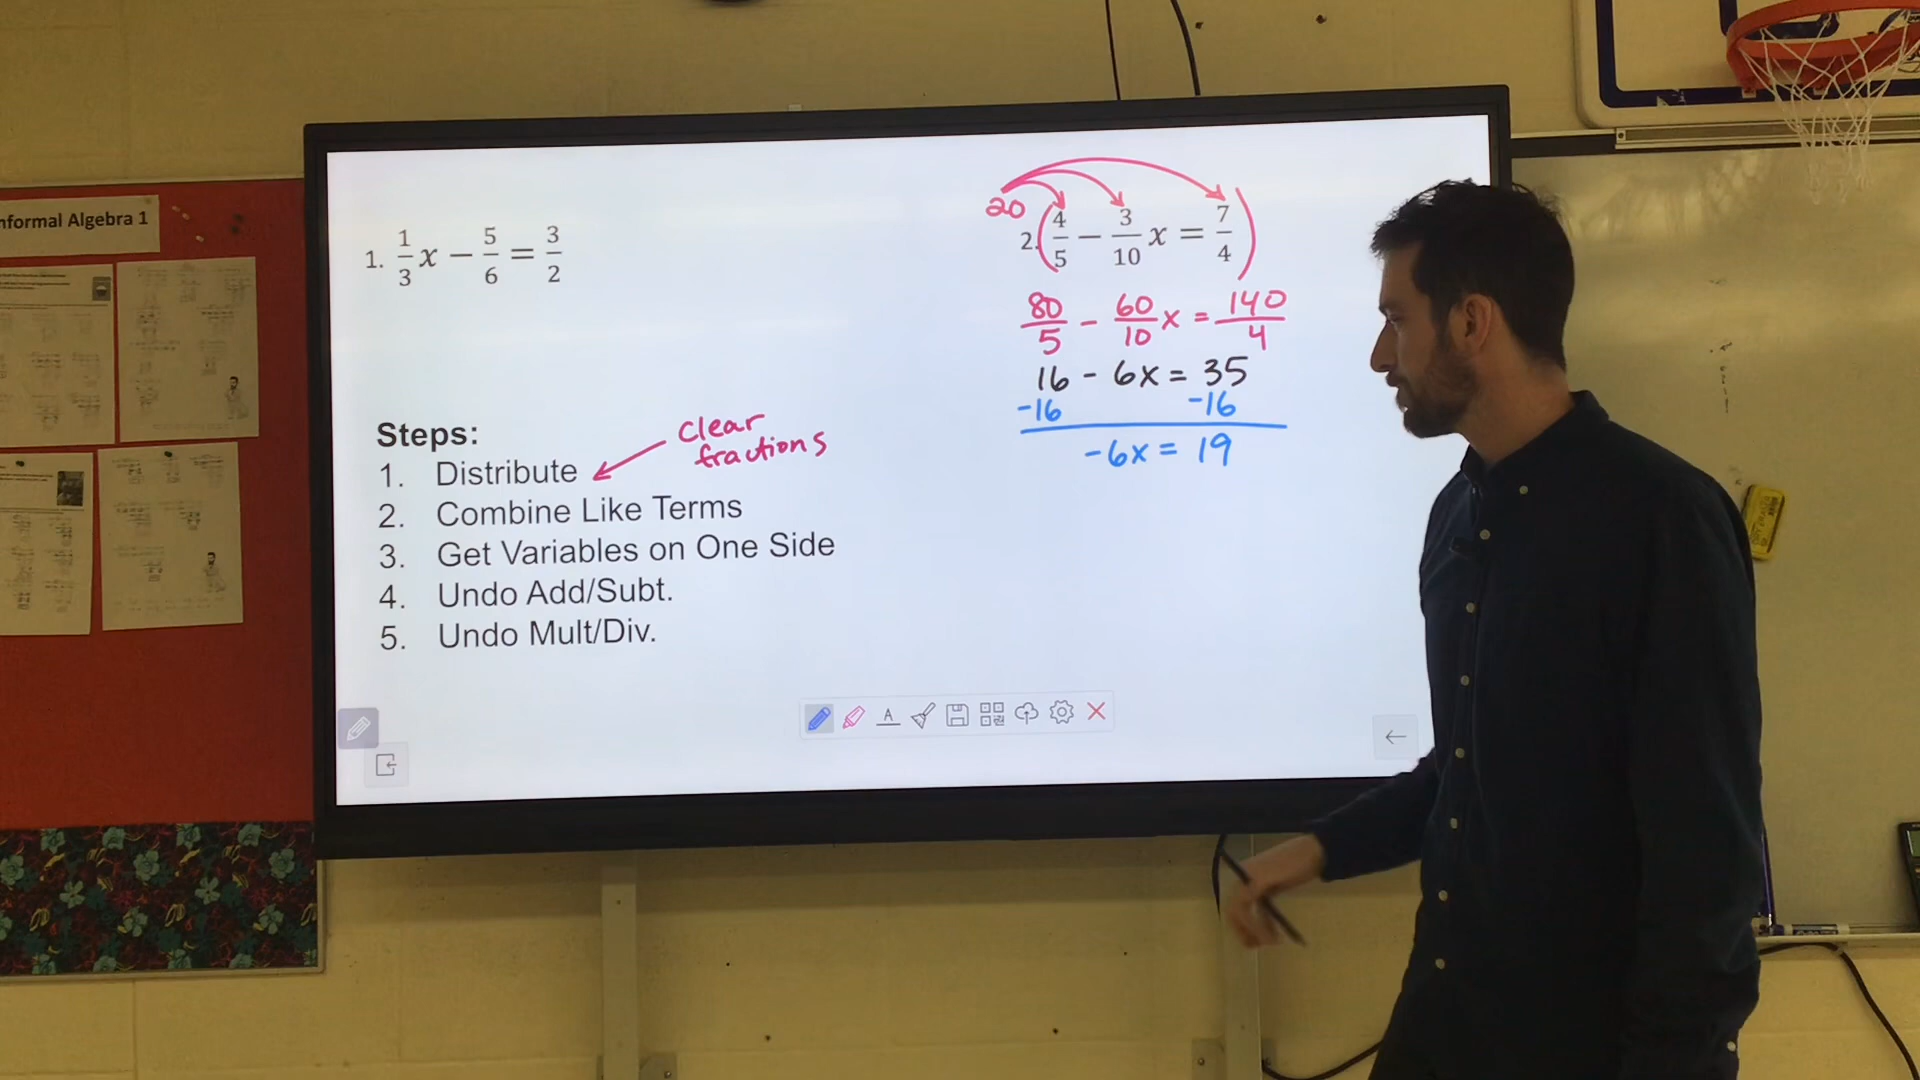 nformal Algebra 1
1. 1/3 x − 5/6 = 3/2
Steps:
1. Distribute
2. Combine Like Terms
3. Get Variables on One Side
4. Undo Add/Subt.
5. Undo Mult/Div.
clear
fractions
20
2. (4/5 − 3/10 x = 7/4)
80/5 - 60/10 x = 140/4
16 - 6x = 35
-16 -16
-6x = 19
A